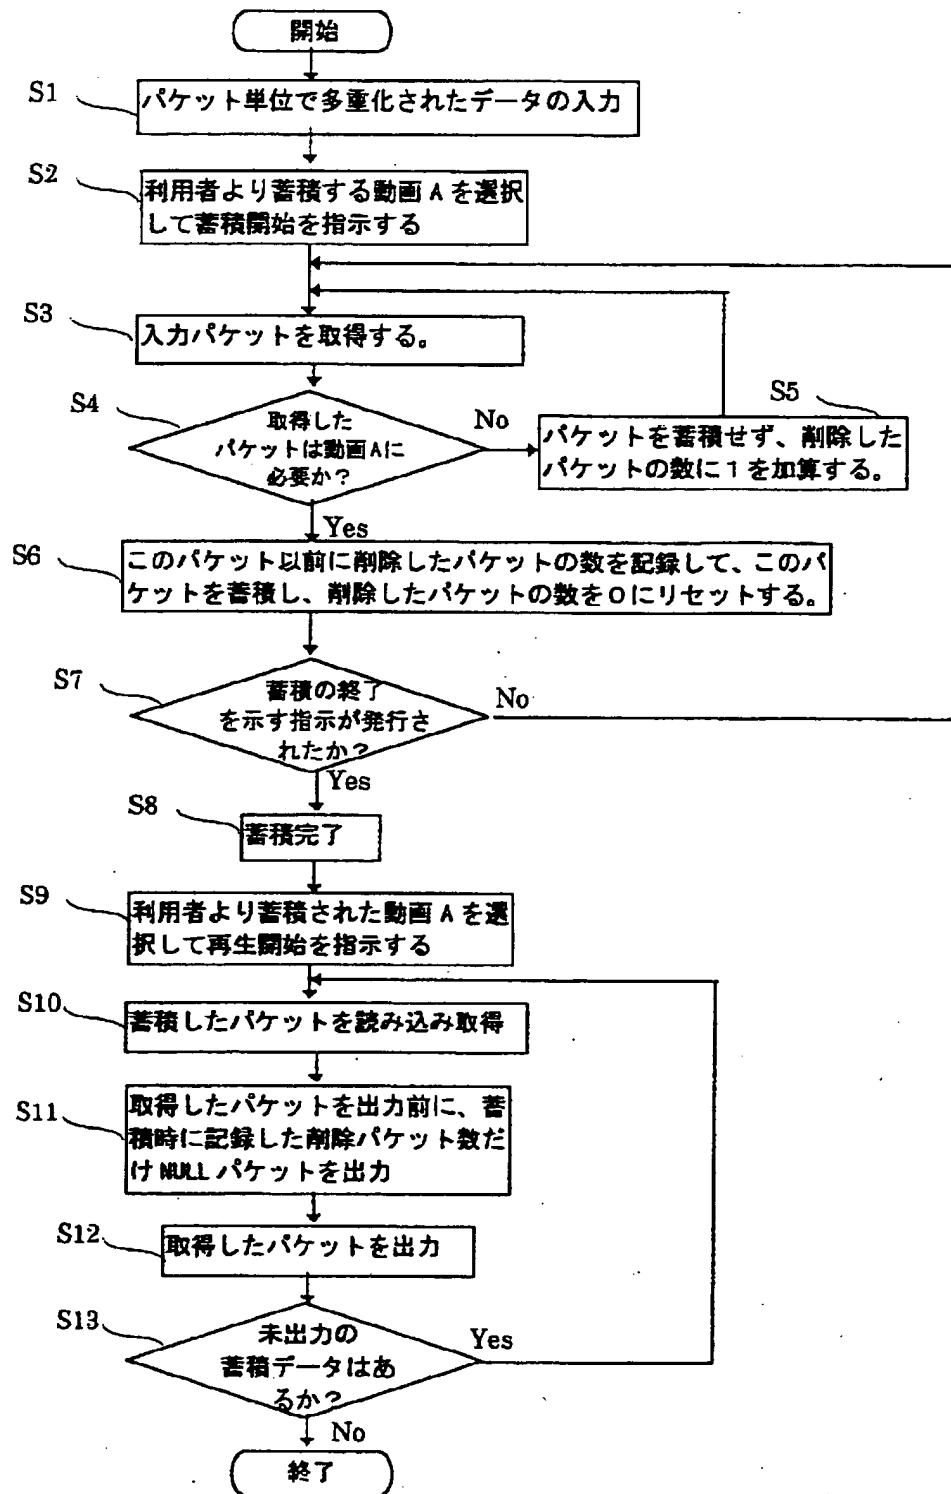 開始
S1
パケット単位で多重化されたデータの入力
S2
利用者より蓄積する動画Aを選択
して蓄積開始を指示する
S3
入力パケットを取得する。
S4
取得した
パケットは動画Aに
必要か?
No
S5
パケットを蓄積せず、削除した
パケットの数に1を加算する。
Yes
S6
このパケット以前に削除したパケットの数を記録して、このパ
ケットを蓄積し、削除したパケットの数を0にリセットする。
S7
蓄積の終了
を示す指示が発行さ
れたか?
No
Yes
S8
蓄積完了
S9
利用者より蓄積された動画Aを選
択して再生開始を指示する
S10
蓄積したパケットを読み込み取得
S11
取得したパケットを出力前に、蓄
積時に記録した削除パケット数だ
けNULLパケットを出力
S12
取得したパケットを出力
S13
未出力の
蓄積データはあ
るか?
Yes
No
終了